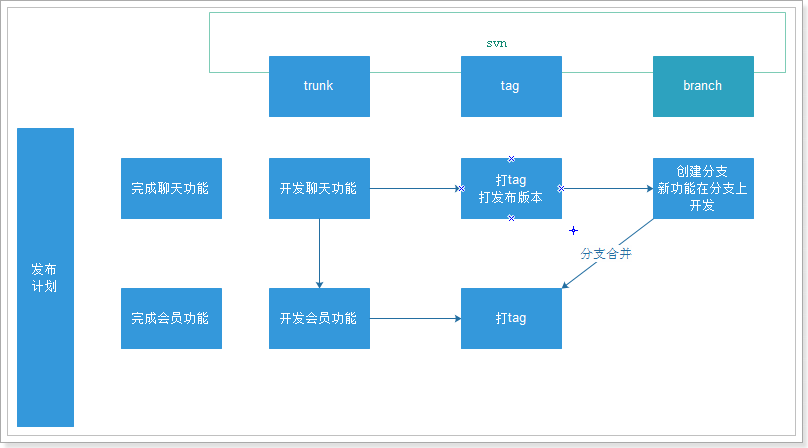 svn
trunk
tag
branch
完成聊天功能
开发聊天功能
打tag
打发布版本
创建分支
新功能在分支上
开发
分支合并
发布
计划
完成会员功能
开发会员功能
打tag